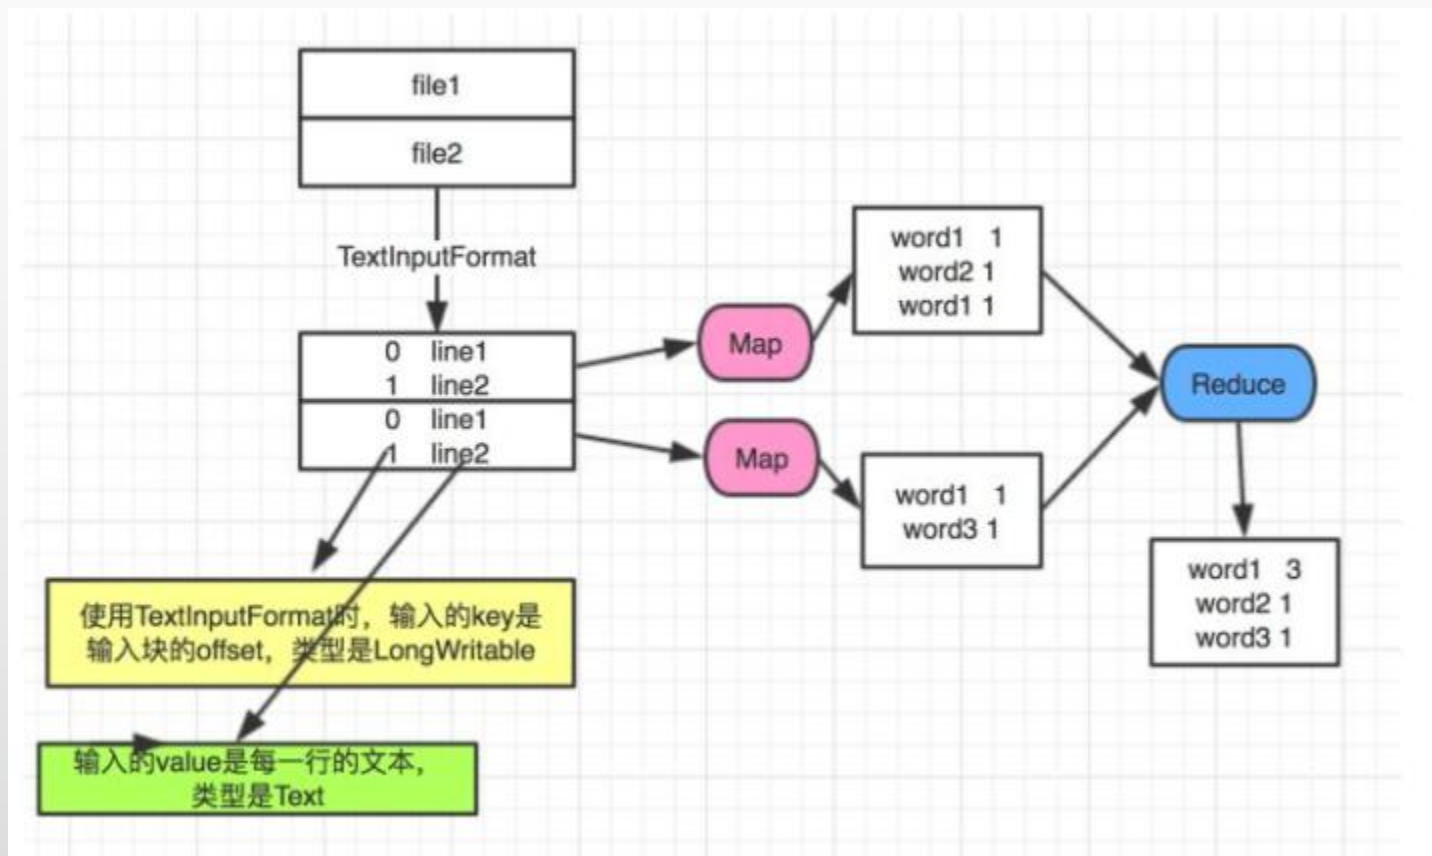 file1
file2
TextInputFormat
0 line1
1 line2
0 line1
1 line2
Map
Map
word1 1
word2 1
word1 1
word1 1
word3 1
Reduce
word1 3
word2 1
word3 1
使用TextInputFormat时，输入的key是
输入块的offset，类型是LongWritable
输入的value是每一行的文本，
类型是Text